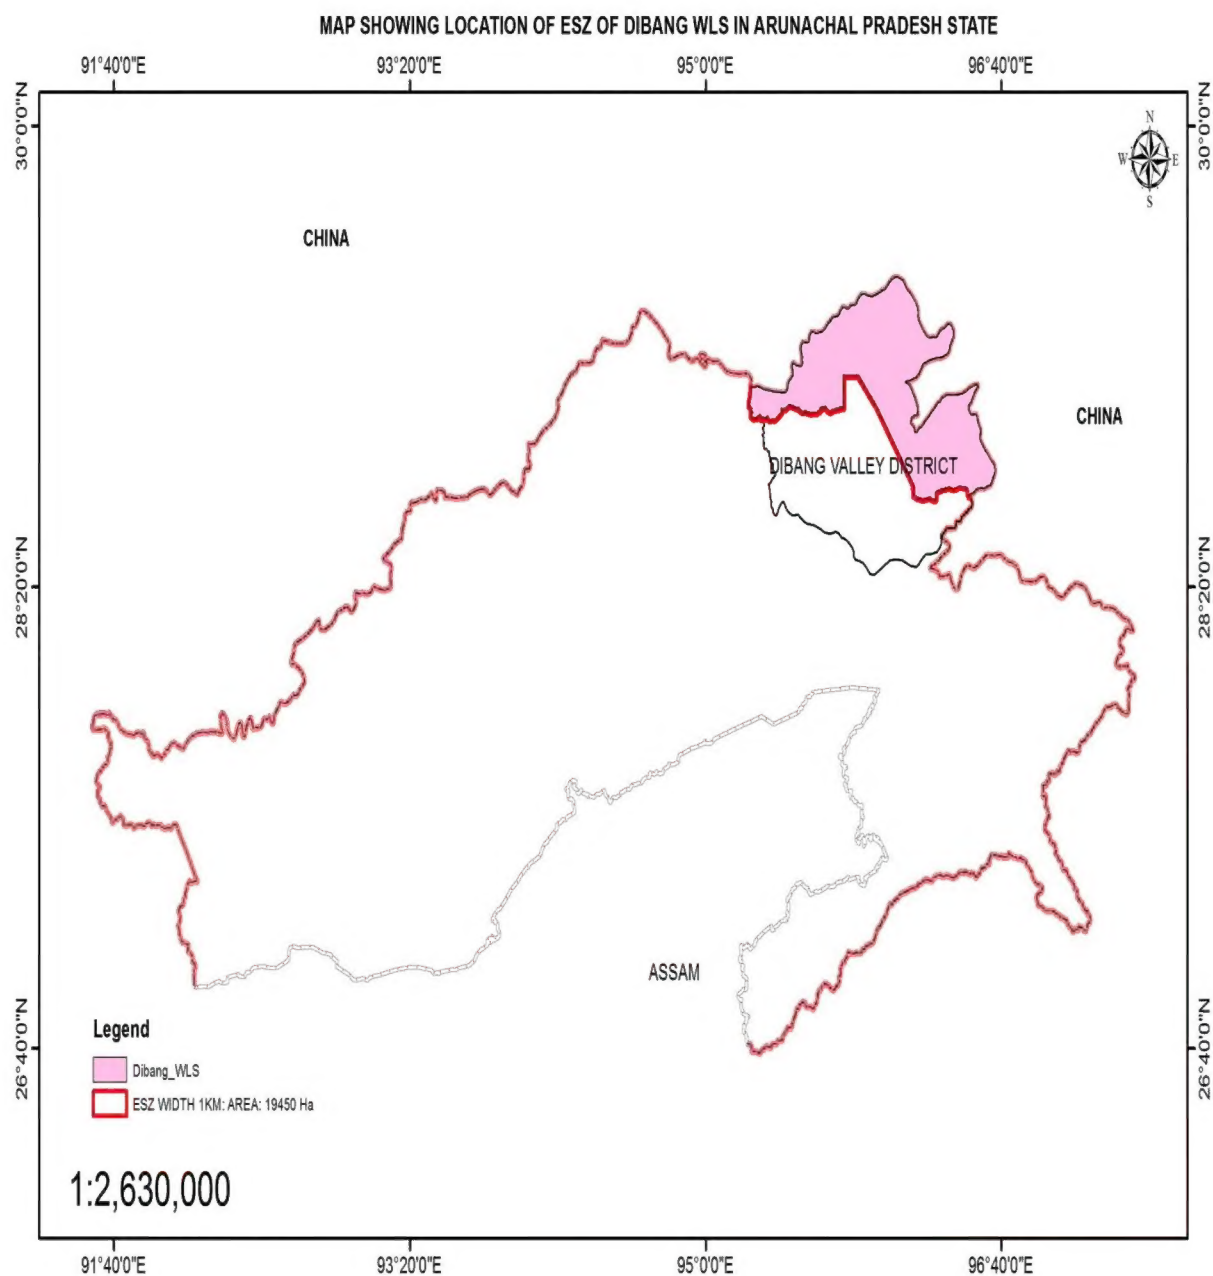 MAP SHOWING LOCATION OF ESZ OF DIBANG WLS IN ARUNACHAL PRADESH STATE
91°40'0"E 93°20'0"E 95°0'0"E 96°40'0"E
30°0'0"N 30°0'0"N
N
W E
S
CHINA
CHINA
DIBANG VALLEY DISTRICT
28°20'0"N 28°20'0"N
ASSAM
26°40'0"N 26°40'0"N
Legend
Dibang_WLS
ESZ WIDTH 1KM: AREA: 19450 Ha
1:2,630,000
91°40'0"E 93°20'0"E 95°0'0"E 96°40'0"E